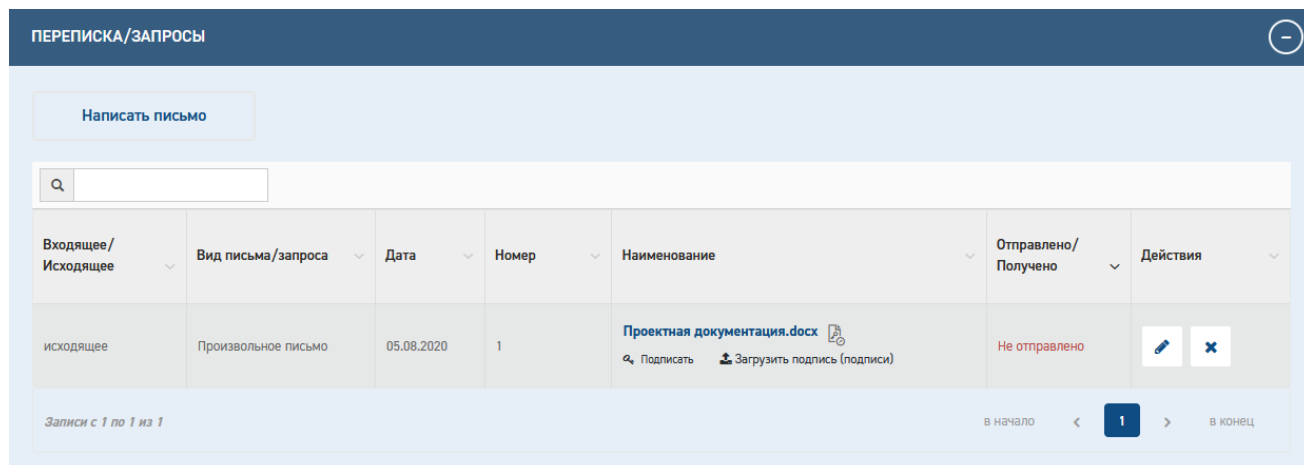 ПЕРЕПИСКА/ЗАПРОСЫ
Написать письмо
Входящее/
Исходящее
Вид письма/запроса
Дата
Номер
Наименование
Отправлено/
Получено
Действия
исходящее
Произвольное письмо
05.08.2020
1
Проектная документация.docx
Подписать
Загрузить подпись (подписи)
Не отправлено
Записи с 1 по 1 из 1
в начало
1
в конец